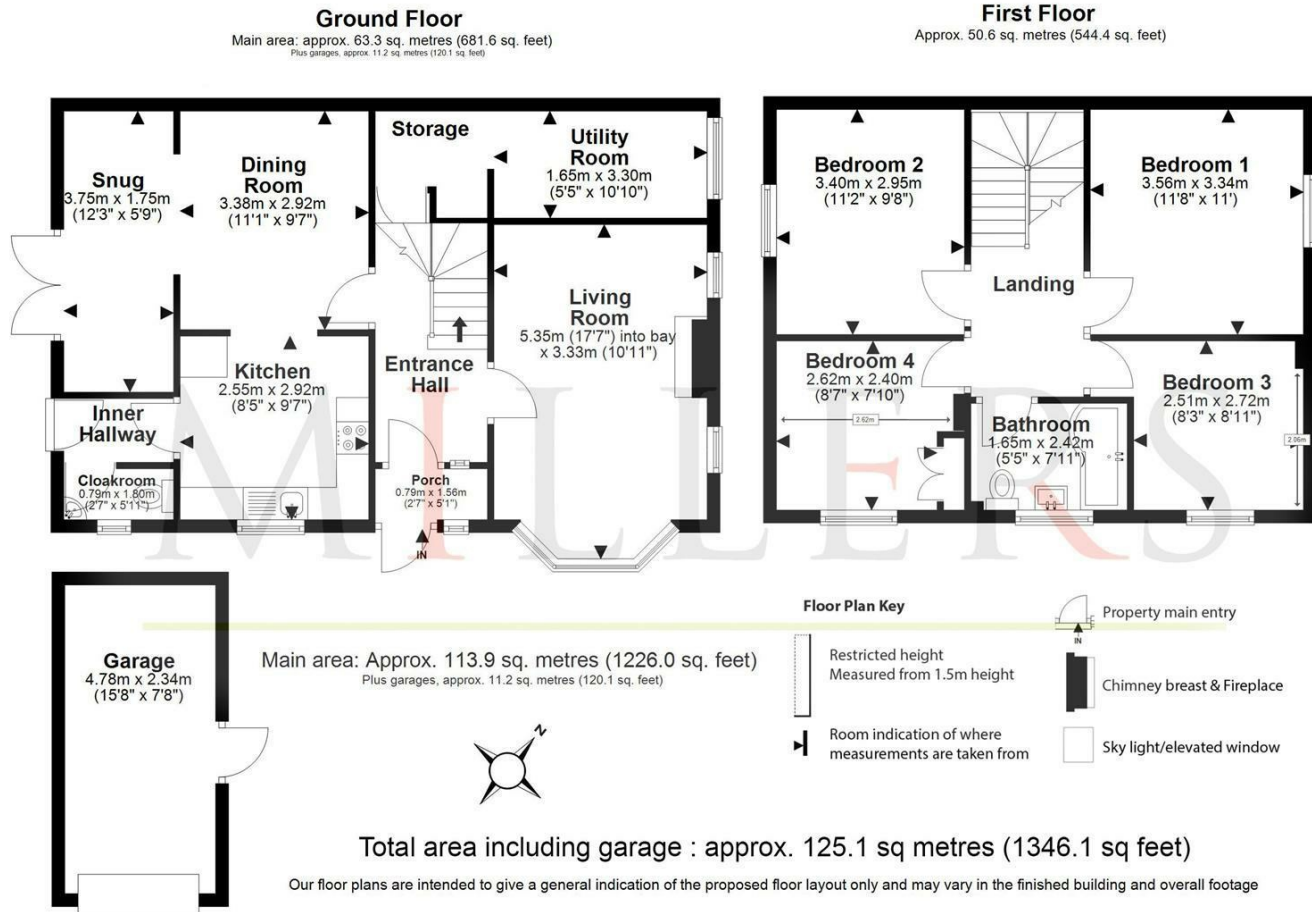 Ground Floor
Main area: approx. 63.3 sq. metres (681.6 sq. feet)
Plus garages, approx. 11.2 sq. metres (120.1 sq. feet)
First Floor
Approx. 50.6 sq. metres (544.4 sq. feet)
Snug
3.75m x 1.75m
(12'3" x 5'9")
Dining
Room
3.38m x 2.92m
(11'1" x 9'7")
Storage
Utility
Room
1.65m x 3.30m
(5'5" x 10'10")
Living
Room
5.35m (17'7") into bay
x 3.33m (10'11")
Kitchen
2.55m x 2.92m
(8'5" x 9'7")
Entrance
Hall
Inner
Hallway
Cloakroom
0.79m x 1.80m
(2'7" x 5'11")
Porch
0.79m x 1.56m
(2'7" x 5'1")
IN
Bedroom 2
3.40m x 2.95m
(11'2" x 9'8")
Bedroom 1
3.56m x 3.34m
(11'8" x 11')
Landing
Bedroom 4
2.62m x 2.40m
(8'7" x 7'10")
2.62m
Bathroom
1.65m x 2.42m
(5'5" x 7'11")
Bedroom 3
2.51m x 2.72m
(8'3" x 8'11")
2.06m
MILLERS
Garage
4.78m x 2.34m
(15'8" x 7'8")
Main area: Approx. 113.9 sq. metres (1226.0 sq. feet)
Plus garages, approx. 11.2 sq. metres (120.1 sq. feet)
N
Floor Plan Key
Restricted height
Measured from 1.5m height
Room indication of where
measurements are taken from
Property main entry
IN
Chimney breast & Fireplace
Sky light/elevated window
Total area including garage : approx. 125.1 sq metres (1346.1 sq feet)
Our floor plans are intended to give a general indication of the proposed floor layout only and may vary in the finished building and overall footage